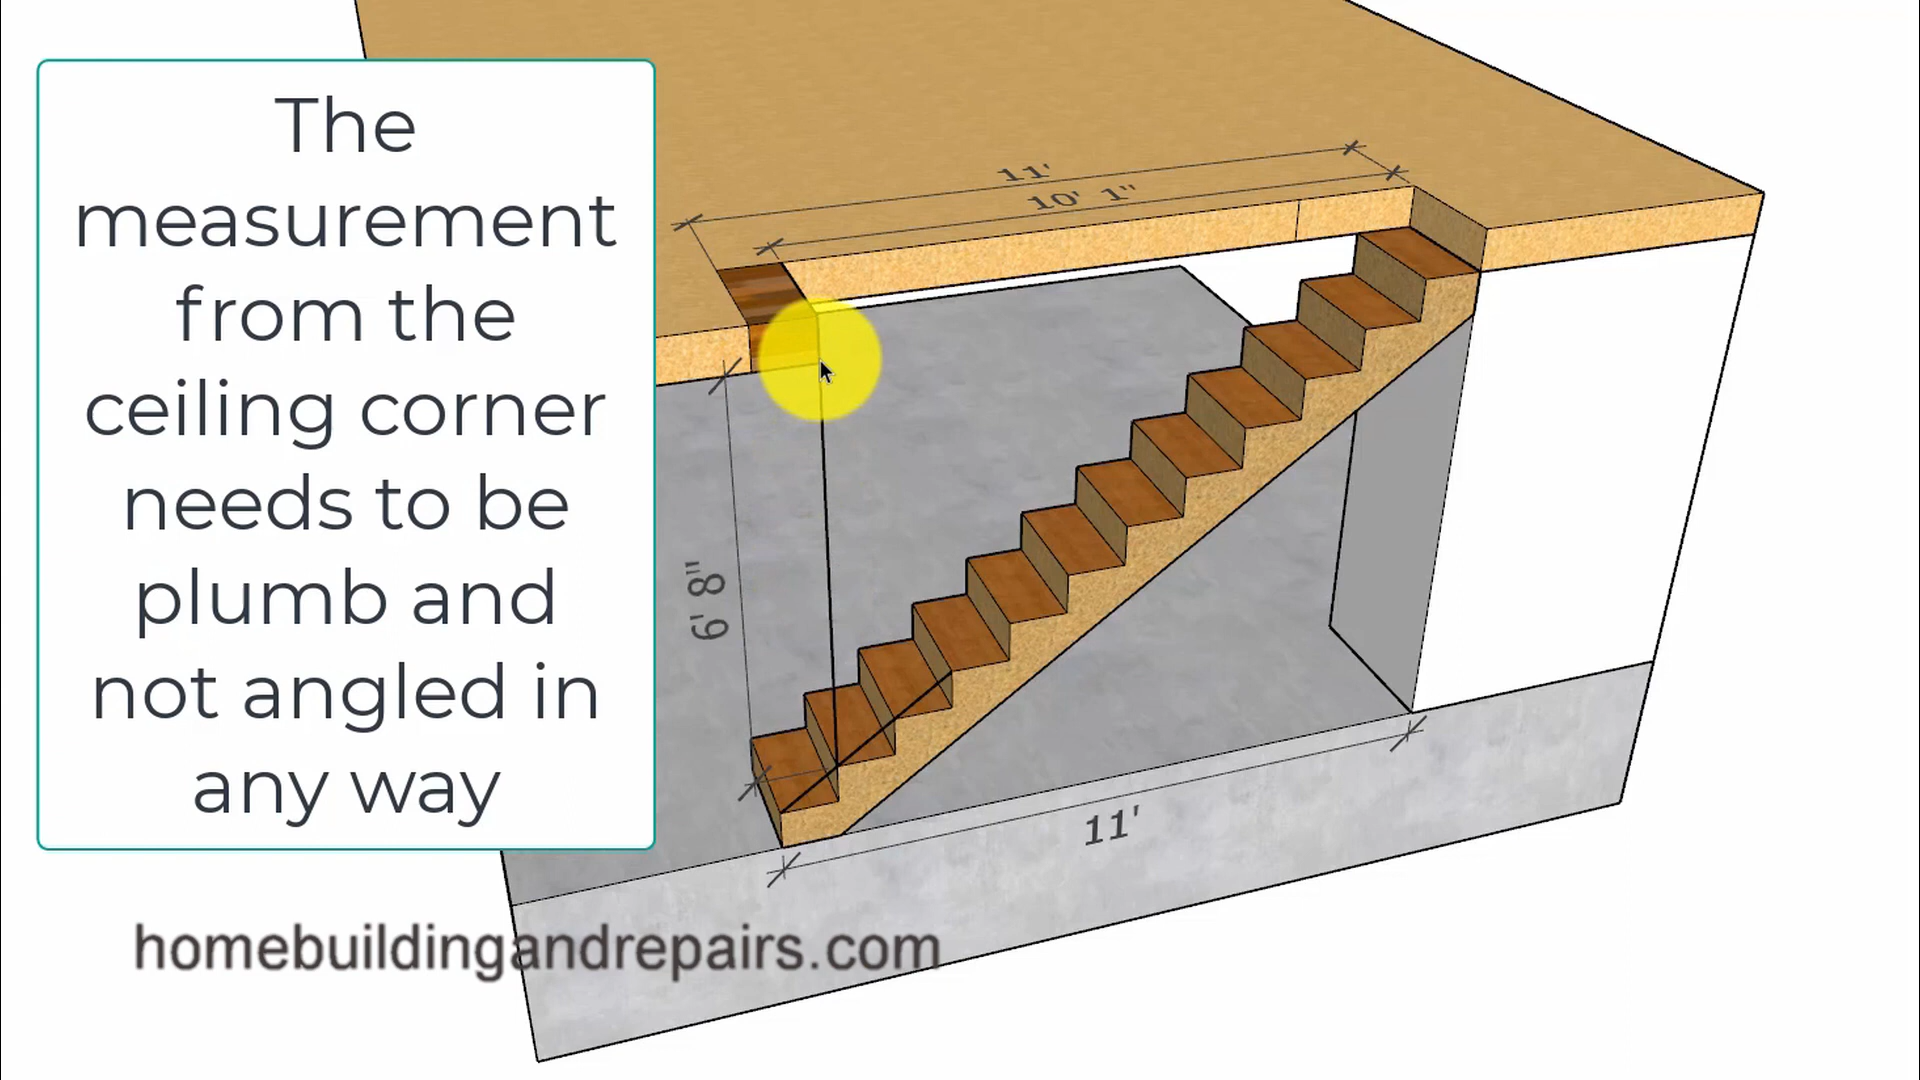 The
measurement
from the
ceiling corner
needs to be
plumb and
not angled in
any way
11'
10' 1"
6' 8"
11'
homebuildingandrepairs.com